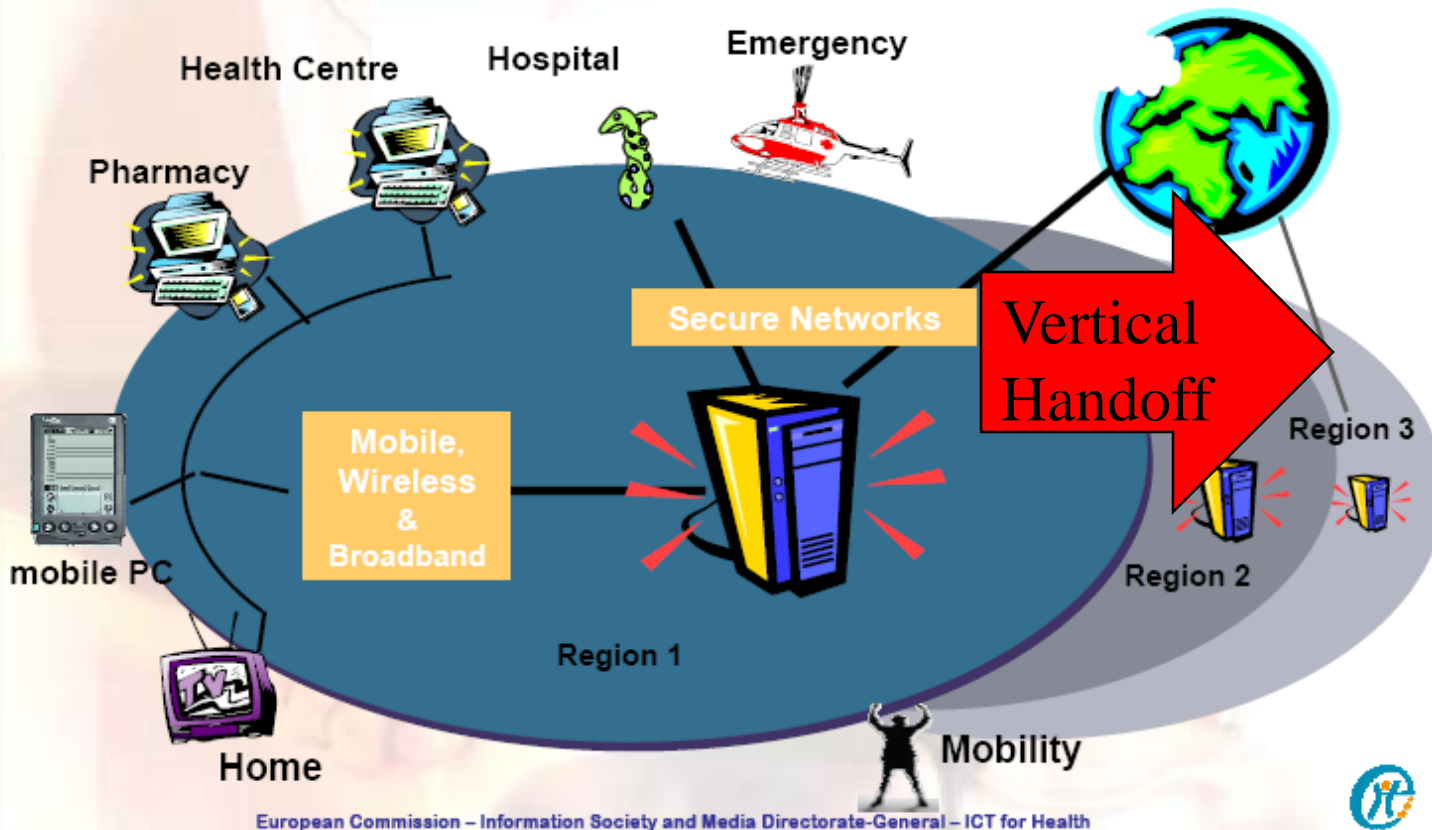 Emergency
Hospital
Health Centre
Pharmacy
Secure Networks
Vertical
Handoff
Region 3
Mobile,
Wireless
&
Broadband
mobile PC
Region 2
Region 1
TV
Mobility
Home
European Commission – Information Society and Media Directorate-General – ICT for Health